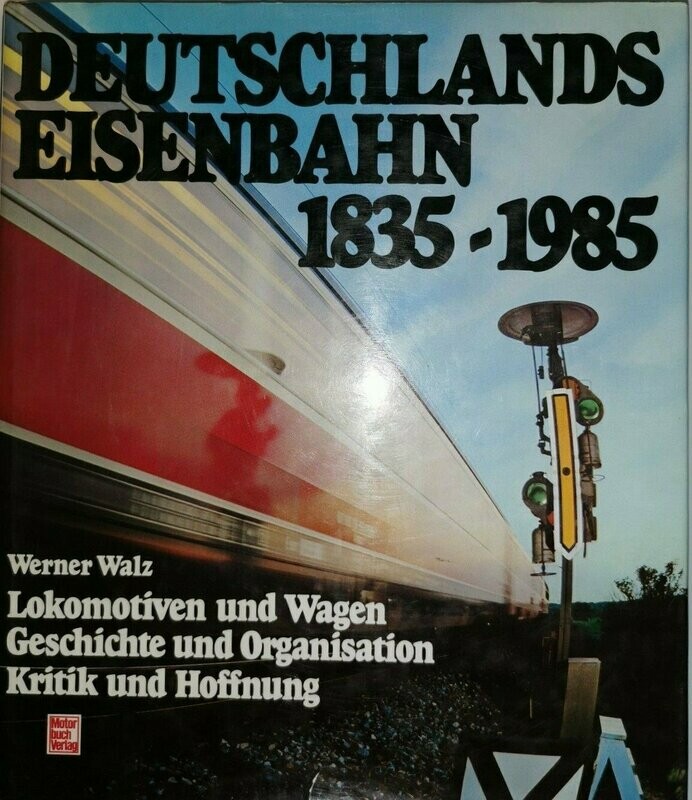 DEUTSCHLANDS
EISENBAHN
1835-1985
Werner Walz
Lokomotiven und Wagen
Geschichte und Organisation
Kritik und Hoffnung
Motor
buch
Verlag